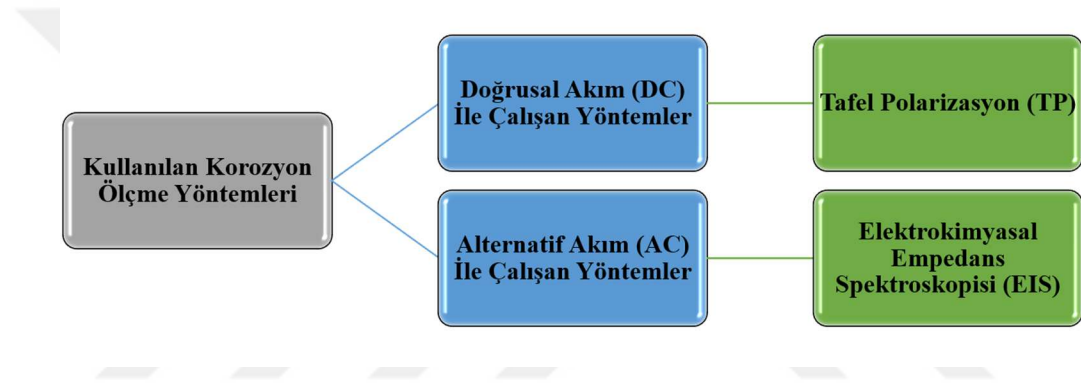 Kullanılan Korozyon
Ölçme Yöntemleri
Doğrusal Akım (DC)
İle Çalışan Yöntemler
Tafel Polarizasyon (TP)
Alternatif Akım (AC)
İle Çalışan Yöntemler
Elektrokimyasal
Empedans
Spektroskopisi (EIS)